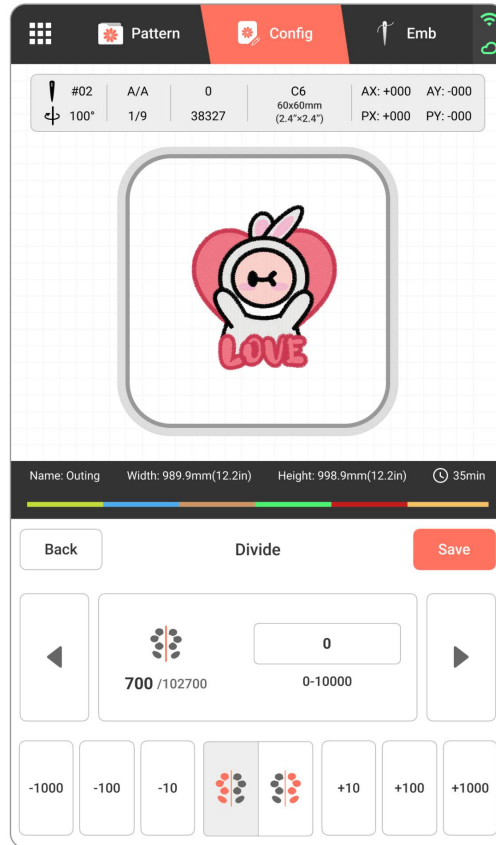 Pattern Config Emb
#02 A/A 0 C6 AX: +000 AY: -000
60x60mm
100° 1/9 38327 (2.4"×2.4") PX: +000 PY: -000
LOVE
Name: Outing Width: 989.9mm(12.2in) Height: 998.9mm(12.2in) 35min
Back Divide Save
0
700 /102700 0-10000
-1000 -100 -10 +10 +100 +1000